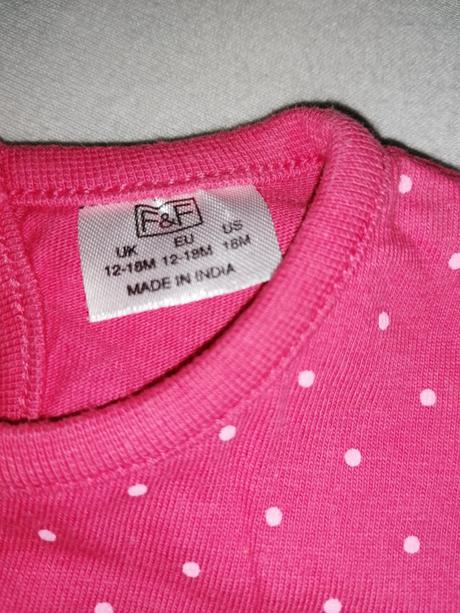 F&F
UK EU US
12-18M 12-18M 18M
MADE IN INDIA